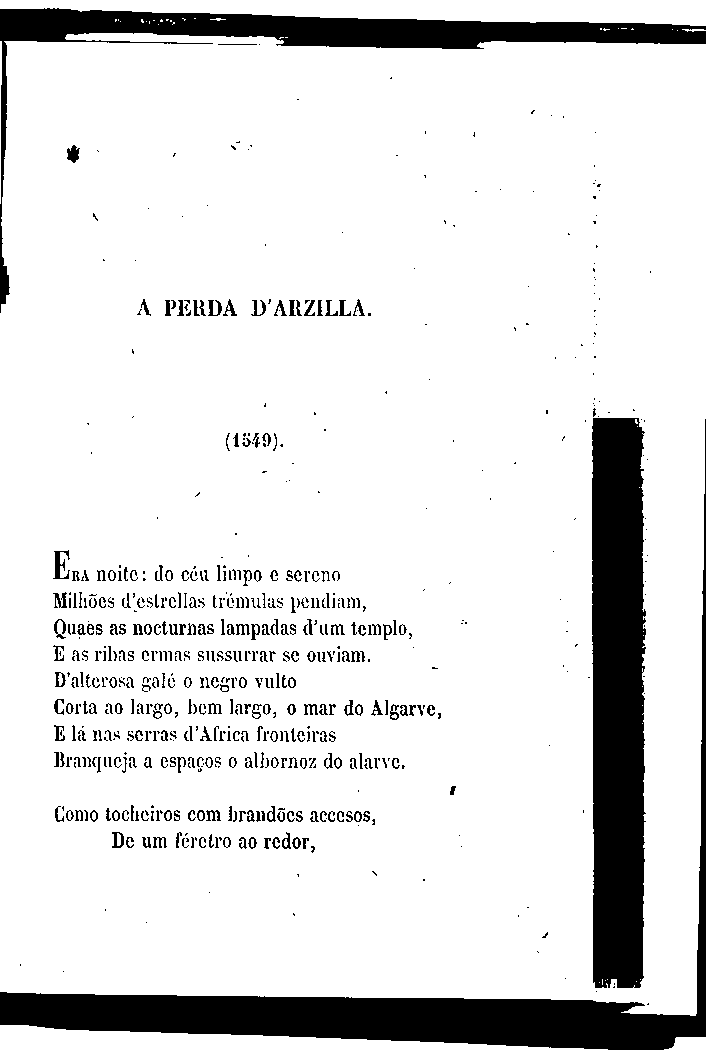 A PERDA D'ARZILLA.
(1549).
ERA noite: do céu limpo e sereno
Milhões d'estrellas trémulas pendiam,
Quaes as nocturnas lampadas d'um templo,
E as ribas ermas sussurrar se ouviam.
D'alterosa galé o negro vulto
Corta ao largo, bem largo, o mar do Algarve,
E lá nas serras d'Africa fronteiras
Branqueja a espaços o albornoz do alarve.
Como tocheiros com brandões accesos,
De um féretro ao redor,